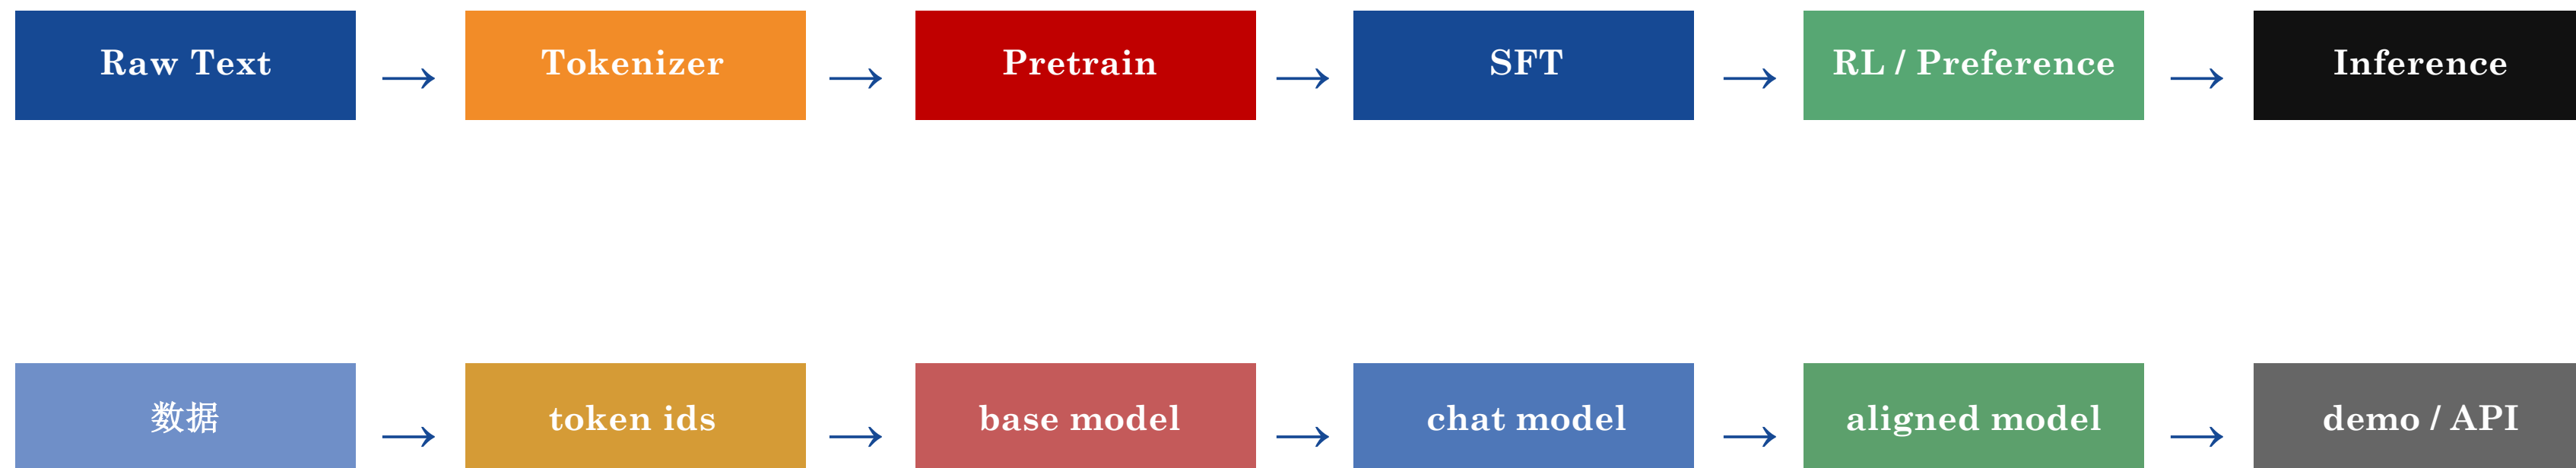 Raw Text → Tokenizer → Pretrain → SFT → RL / Preference → Inference
数据 → token ids → base model → chat model → aligned model → demo / API